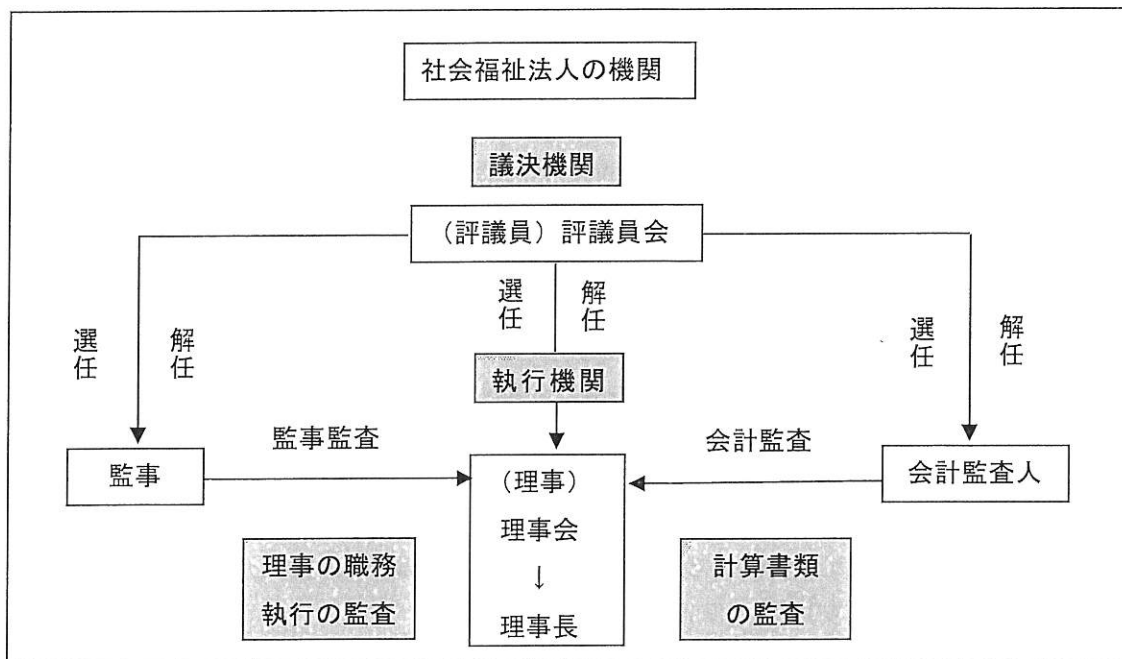 社会福祉法人の機関
議決機関
（評議員）評議員会
選任
解任
選任
解任
選任
解任
執行機関
監事監査
会計監査
監事
（理事）
理事会
↓
理事長
会計監査人
理事の職務
執行の監査
計算書類
の監査